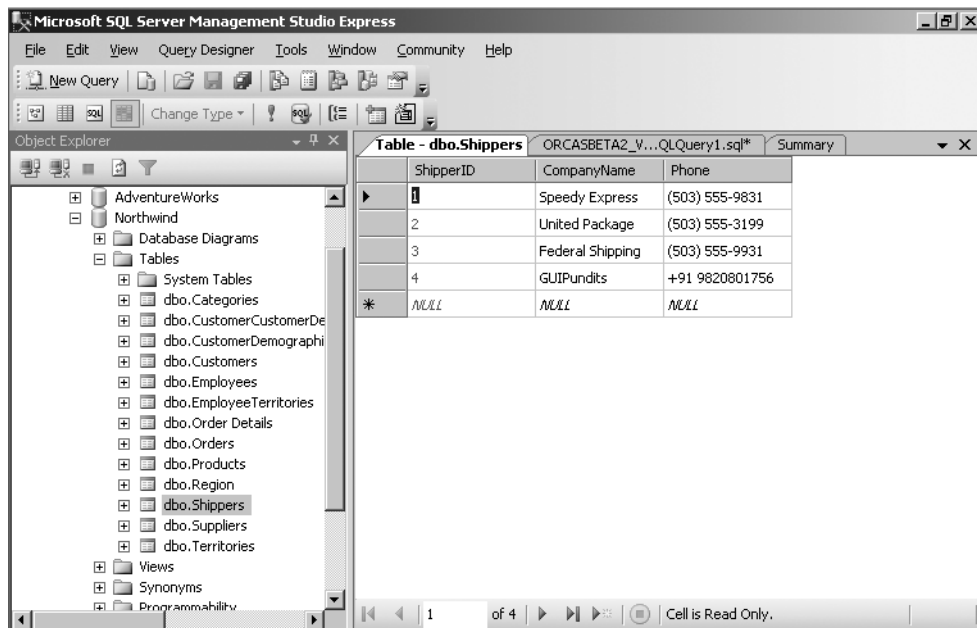 Microsoft SQL Server Management Studio Express
File Edit View Query Designer Tools Window Community Help
New Query
SQL Change Type SQL
Object Explorer
Table - dbo.Shippers ORCASBETA2_V...QLQuery1.sql* Summary
AdventureWorks
Northwind
Database Diagrams
Tables
System Tables
dbo.Categories
dbo.CustomerCustomerDe
dbo.CustomerDemographi
dbo.Customers
dbo.Employees
dbo.EmployeeTerritories
dbo.Order Details
dbo.Orders
dbo.Products
dbo.Region
dbo.Shippers
dbo.Suppliers
dbo.Territories
Views
Synonyms
Programmability
ShipperID CompanyName Phone
1 Speedy Express (503) 555-9831
2 United Package (503) 555-3199
3 Federal Shipping (503) 555-9931
4 GUIPundits +91 9820801756
NULL NULL NULL
1 of 4 Cell is Read Only.